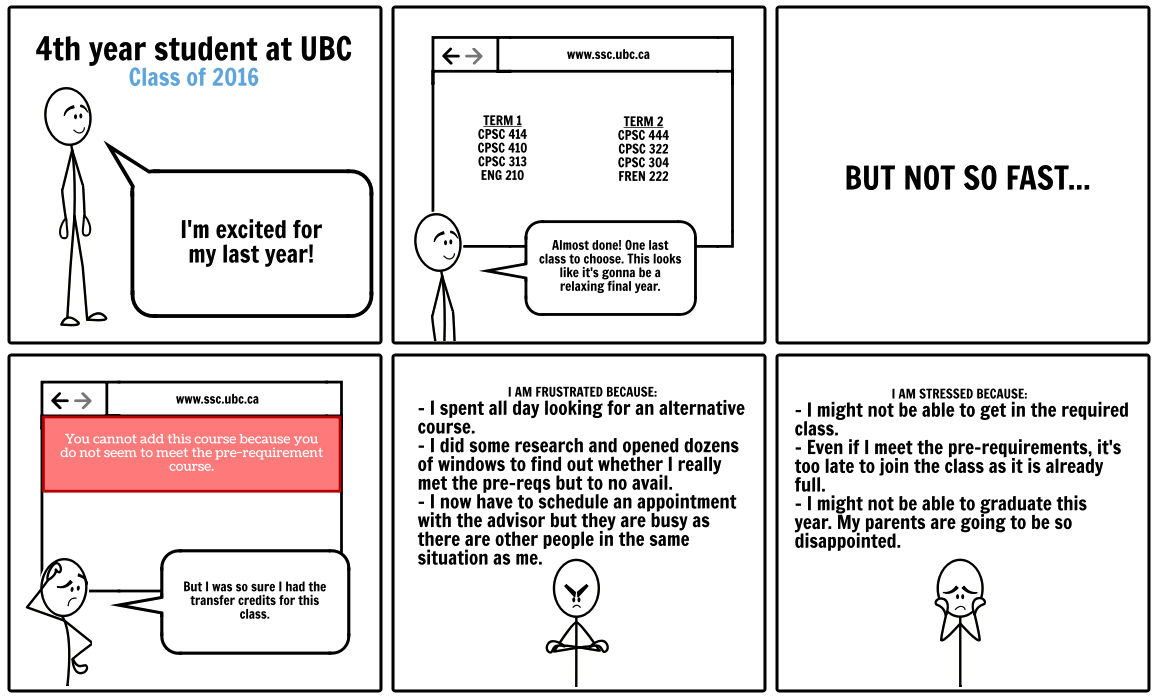 4th year student at UBC
Class of 2016
I'm excited for
my last year!
www.ssc.ubc.ca
TERM 1
CPSC 414
CPSC 410
CPSC 313
ENG 210
TERM 2
CPSC 444
CPSC 322
CPSC 304
FREN 222
Almost done! One last
class to choose. This looks
like it's gonna be a
relaxing final year.
BUT NOT SO FAST...
www.ssc.ubc.ca
You cannot add this course because you
do not seem to meet the pre-requirement
course.
But I was so sure I had the
transfer credits for this
class.
I AM FRUSTRATED BECAUSE:
- I spent all day looking for an alternative
course.
- I did some research and opened dozens
of windows to find out whether I really
met the pre-reqs but to no avail.
- I now have to schedule an appointment
with the advisor but they are busy as
there are other people in the same
situation as me.
I AM STRESSED BECAUSE:
- I might not be able to get in the required
class.
- Even if I meet the pre-requirements, it's
too late to join the class as it is already
full.
- I might not be able to graduate this
year. My parents are going to be so
disappointed.